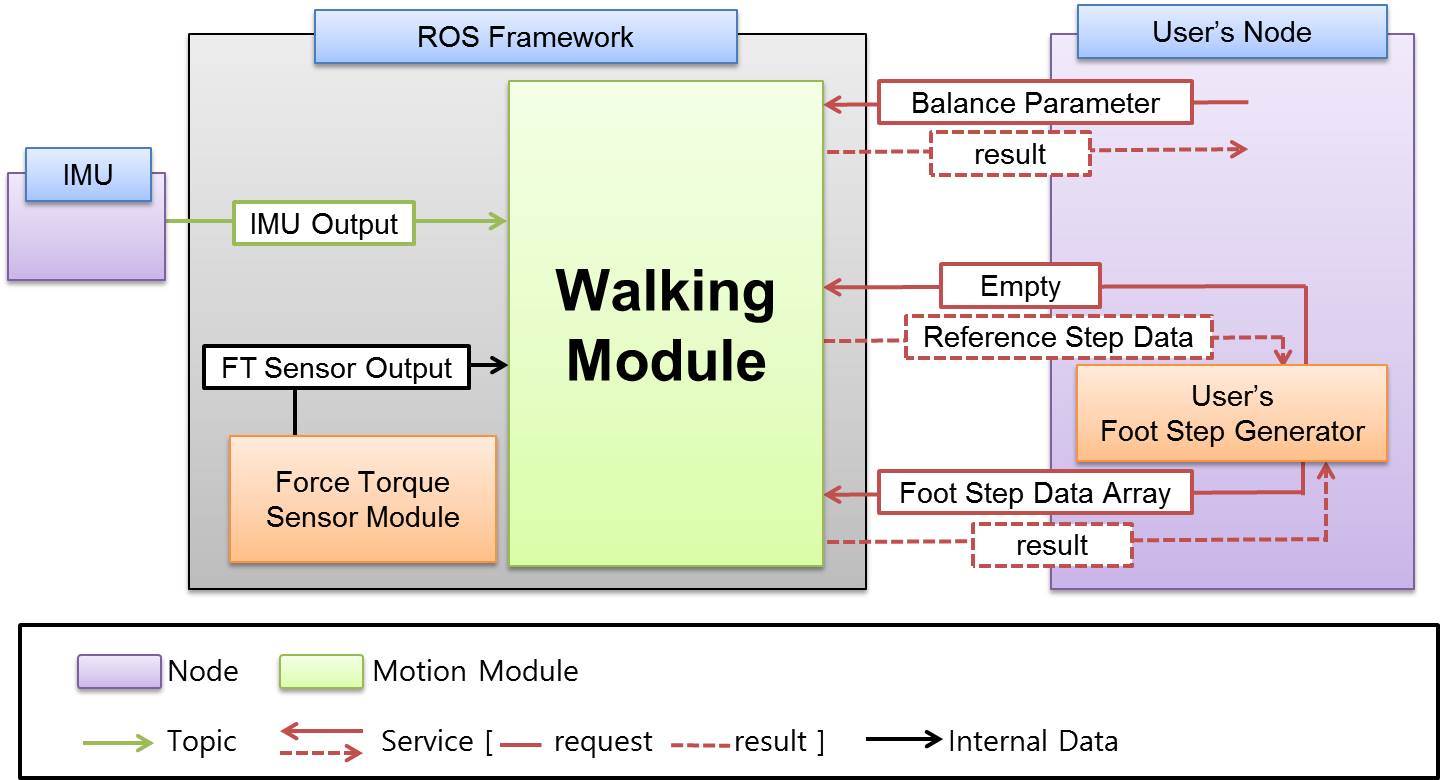 ROS Framework
User's Node
Balance Parameter
result
IMU
IMU Output
Walking
Module
Empty
Reference Step Data
FT Sensor Output
User's
Foot Step Generator
Force Torque
Sensor Module
Foot Step Data Array
result
Node
Motion Module
Topic
Service [ request result ]
Internal Data